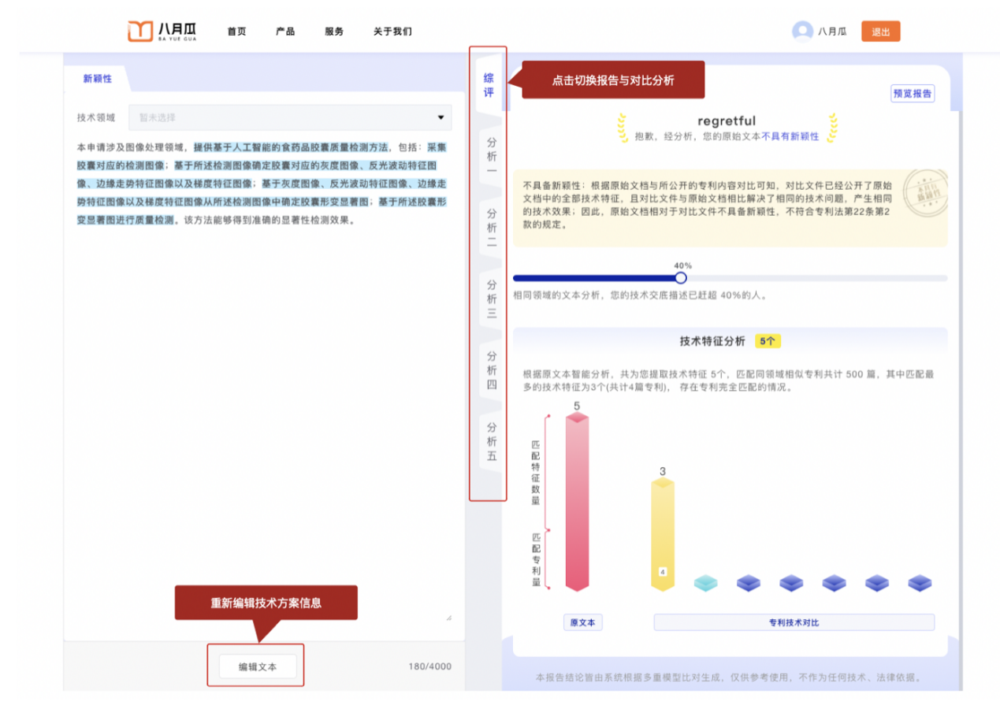 八月瓜
BA YUE GUA
首页
产品
服务
关于我们
八月瓜
退出
新颖性
技术领域
暂未选择
本申请涉及图像处理领域，提供基于人工智能的食药品胶囊质量检测方法，包括：采集
胶囊对应的检测图像；基于所述检测图像确定胶囊对应的灰度图像、反光波动特征图
像、边缘走势特征图像以及梯度特征图像；基于灰度图像、反光波动特征图像、边缘走
势特征图像以及梯度特征图像从所述检测图像中确定胶囊形变显著图；基于所述胶囊形
变显著图进行质量检测。该方法能够得到准确的显著性检测效果。
重新编辑技术方案信息
编辑文本
180/4000
综评
分析一
分析二
分析三
分析四
分析五
点击切换报告与对比分析
预览报告
regretful
抱歉，经分析，您的原始文本不具有新颖性
不具备新颖性：根据原始文档与所公开的专利内容对比可知，对比文件已经公开了原始
文档中的全部技术特征，且对比文件与原始文档相比解决了相同的技术问题，产生相同
的技术效果；因此，原始文档相对于对比文件不具备新颖性，不符合专利法第22条第2
款的规定。
40%
相同领域的文本分析，您的技术交底描述已赶超 40%的人。
技术特征分析
5个
根据原文本智能分析，共为您提取技术特征 5个，匹配同领域相似专利共计 500 篇，其中匹配最
多的技术特征为3个(共计4篇专利)， 存在专利完全匹配的情况。
5
匹配特征数量
匹配专利量
3
4
原文本
专利技术对比
本报告结论皆由系统根据多重模型比对生成，仅供参考使用，不作为任何技术、法律依据。